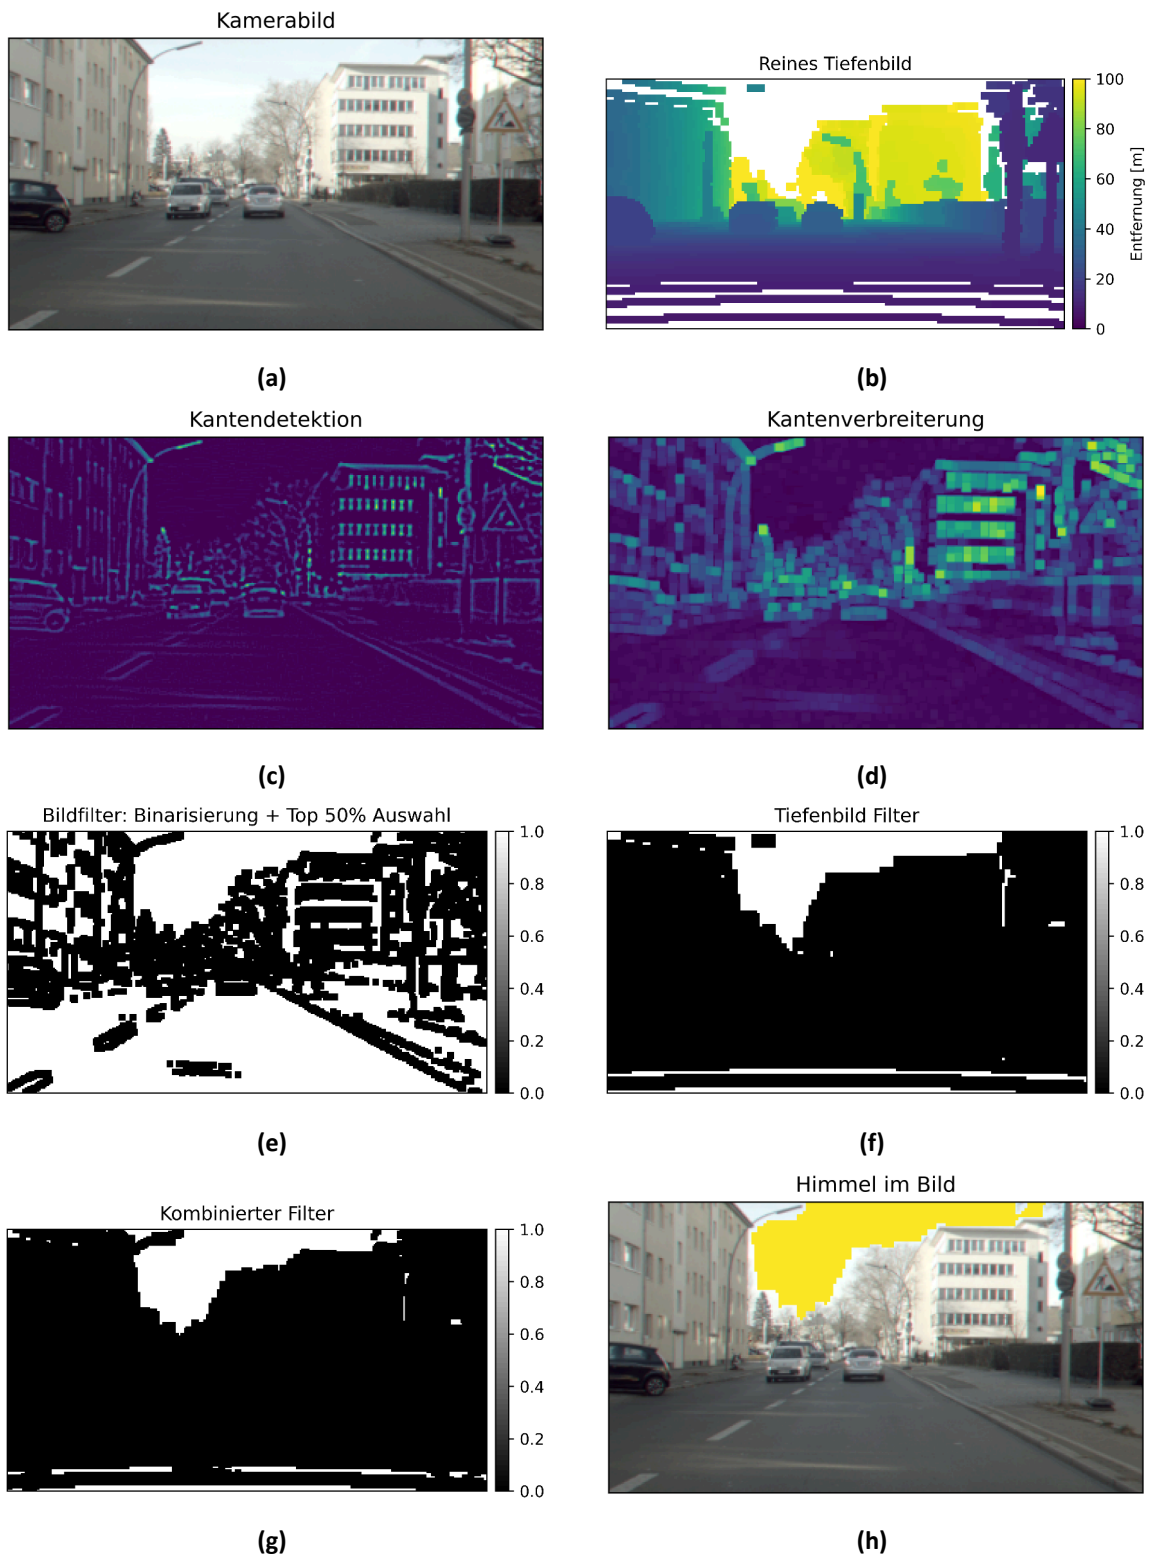 Kamerabild
Reines Tiefenbild
100
80
60
40
20
0
Entfernung [m]
(a)
(b)
Kantendetektion
Kantenverbreiterung
(c)
(d)
Bildfilter: Binarisierung + Top 50% Auswahl
Tiefenbild Filter
1.0
0.8
0.6
0.4
0.2
0.0
1.0
0.8
0.6
0.4
0.2
0.0
(e)
(f)
Kombinierter Filter
Himmel im Bild
1.0
0.8
0.6
0.4
0.2
0.0
(g)
(h)